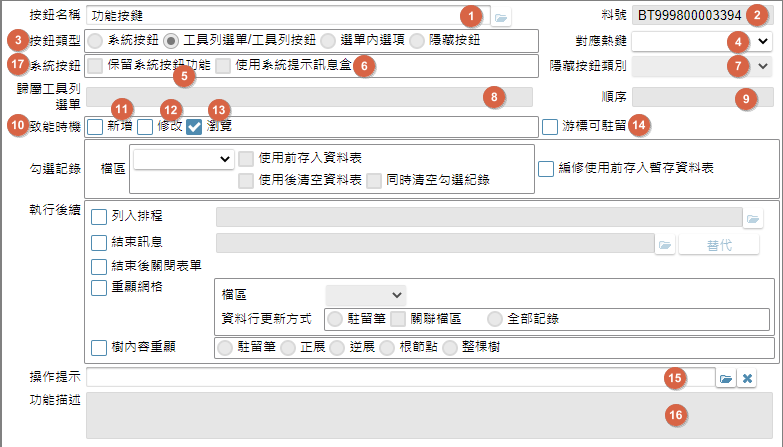 按鈕名稱 功能按鍵 1 料號 BT999800003394 2
3 按鈕類型 系統按鈕 工具列選單/工具列按鈕 選單內選項 隱藏按鈕 對應熱鍵 4
17 系統按鈕 保留系統按鈕功能 5 使用系統提示訊息盒 6 隱藏按鈕類別 7
歸屬工具列
選單 8 順序 9
10 致能時機 11 新增 12 修改 13 瀏覽 游標可駐留 14
勾選記錄 檔區 使用前存入資料表 編修使用前存入暫存資料表
使用後清空資料表 同時清空勾選紀錄
執行後續 列入排程
結束訊息 替代
結束後關閉表單
重顯網格 檔區
資料行更新方式 駐留筆 關聯檔區 全部記錄
樹內容重顯 駐留筆 正展 逆展 根節點 整棵樹
操作提示 15
功能描述 16